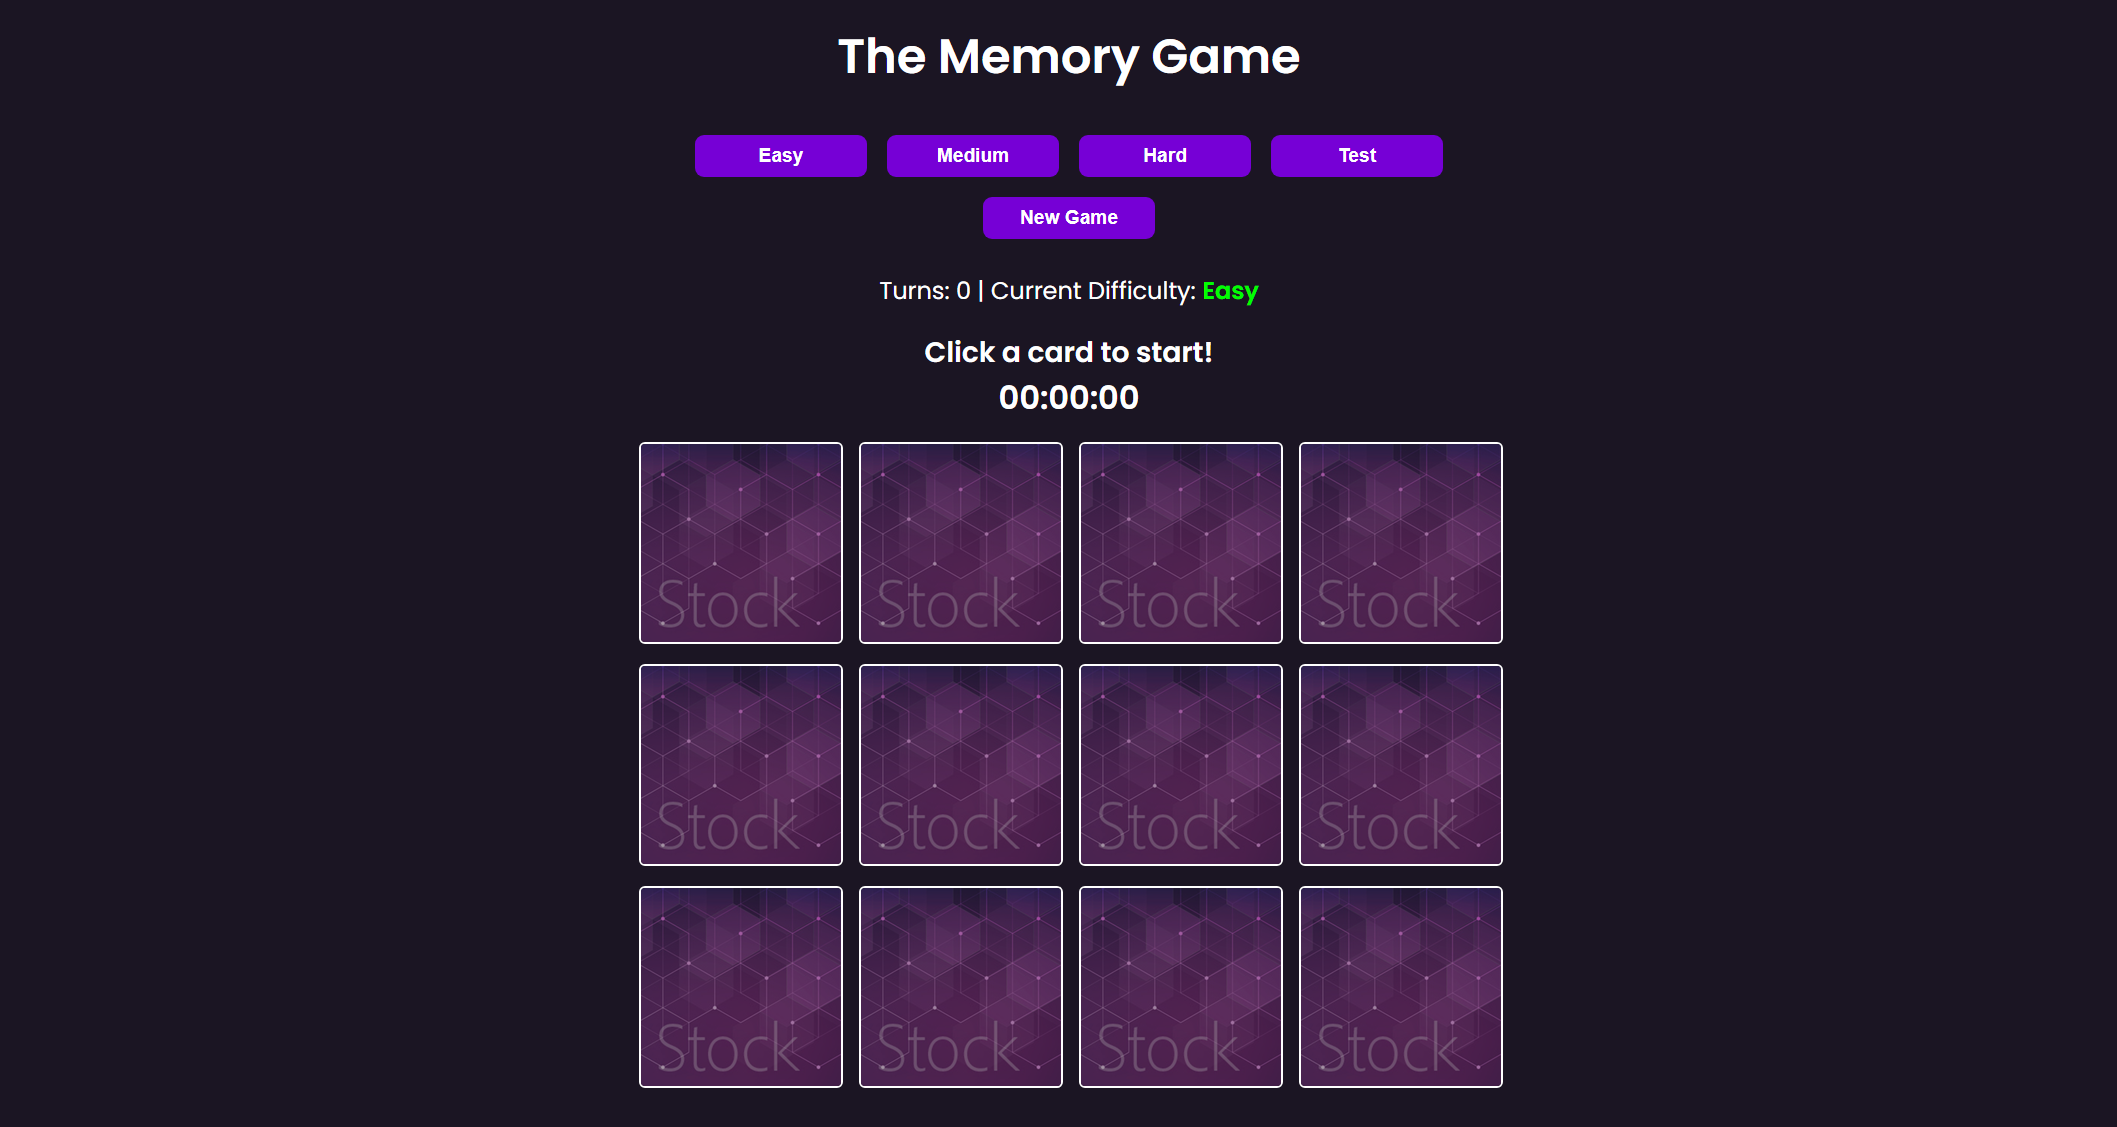 The Memory Game
Easy Medium Hard Test
New Game
Turns: 0 | Current Difficulty: Easy
Click a card to start!
00:00:00
Stock Stock Stock Stock
Stock Stock Stock Stock
Stock Stock Stock Stock